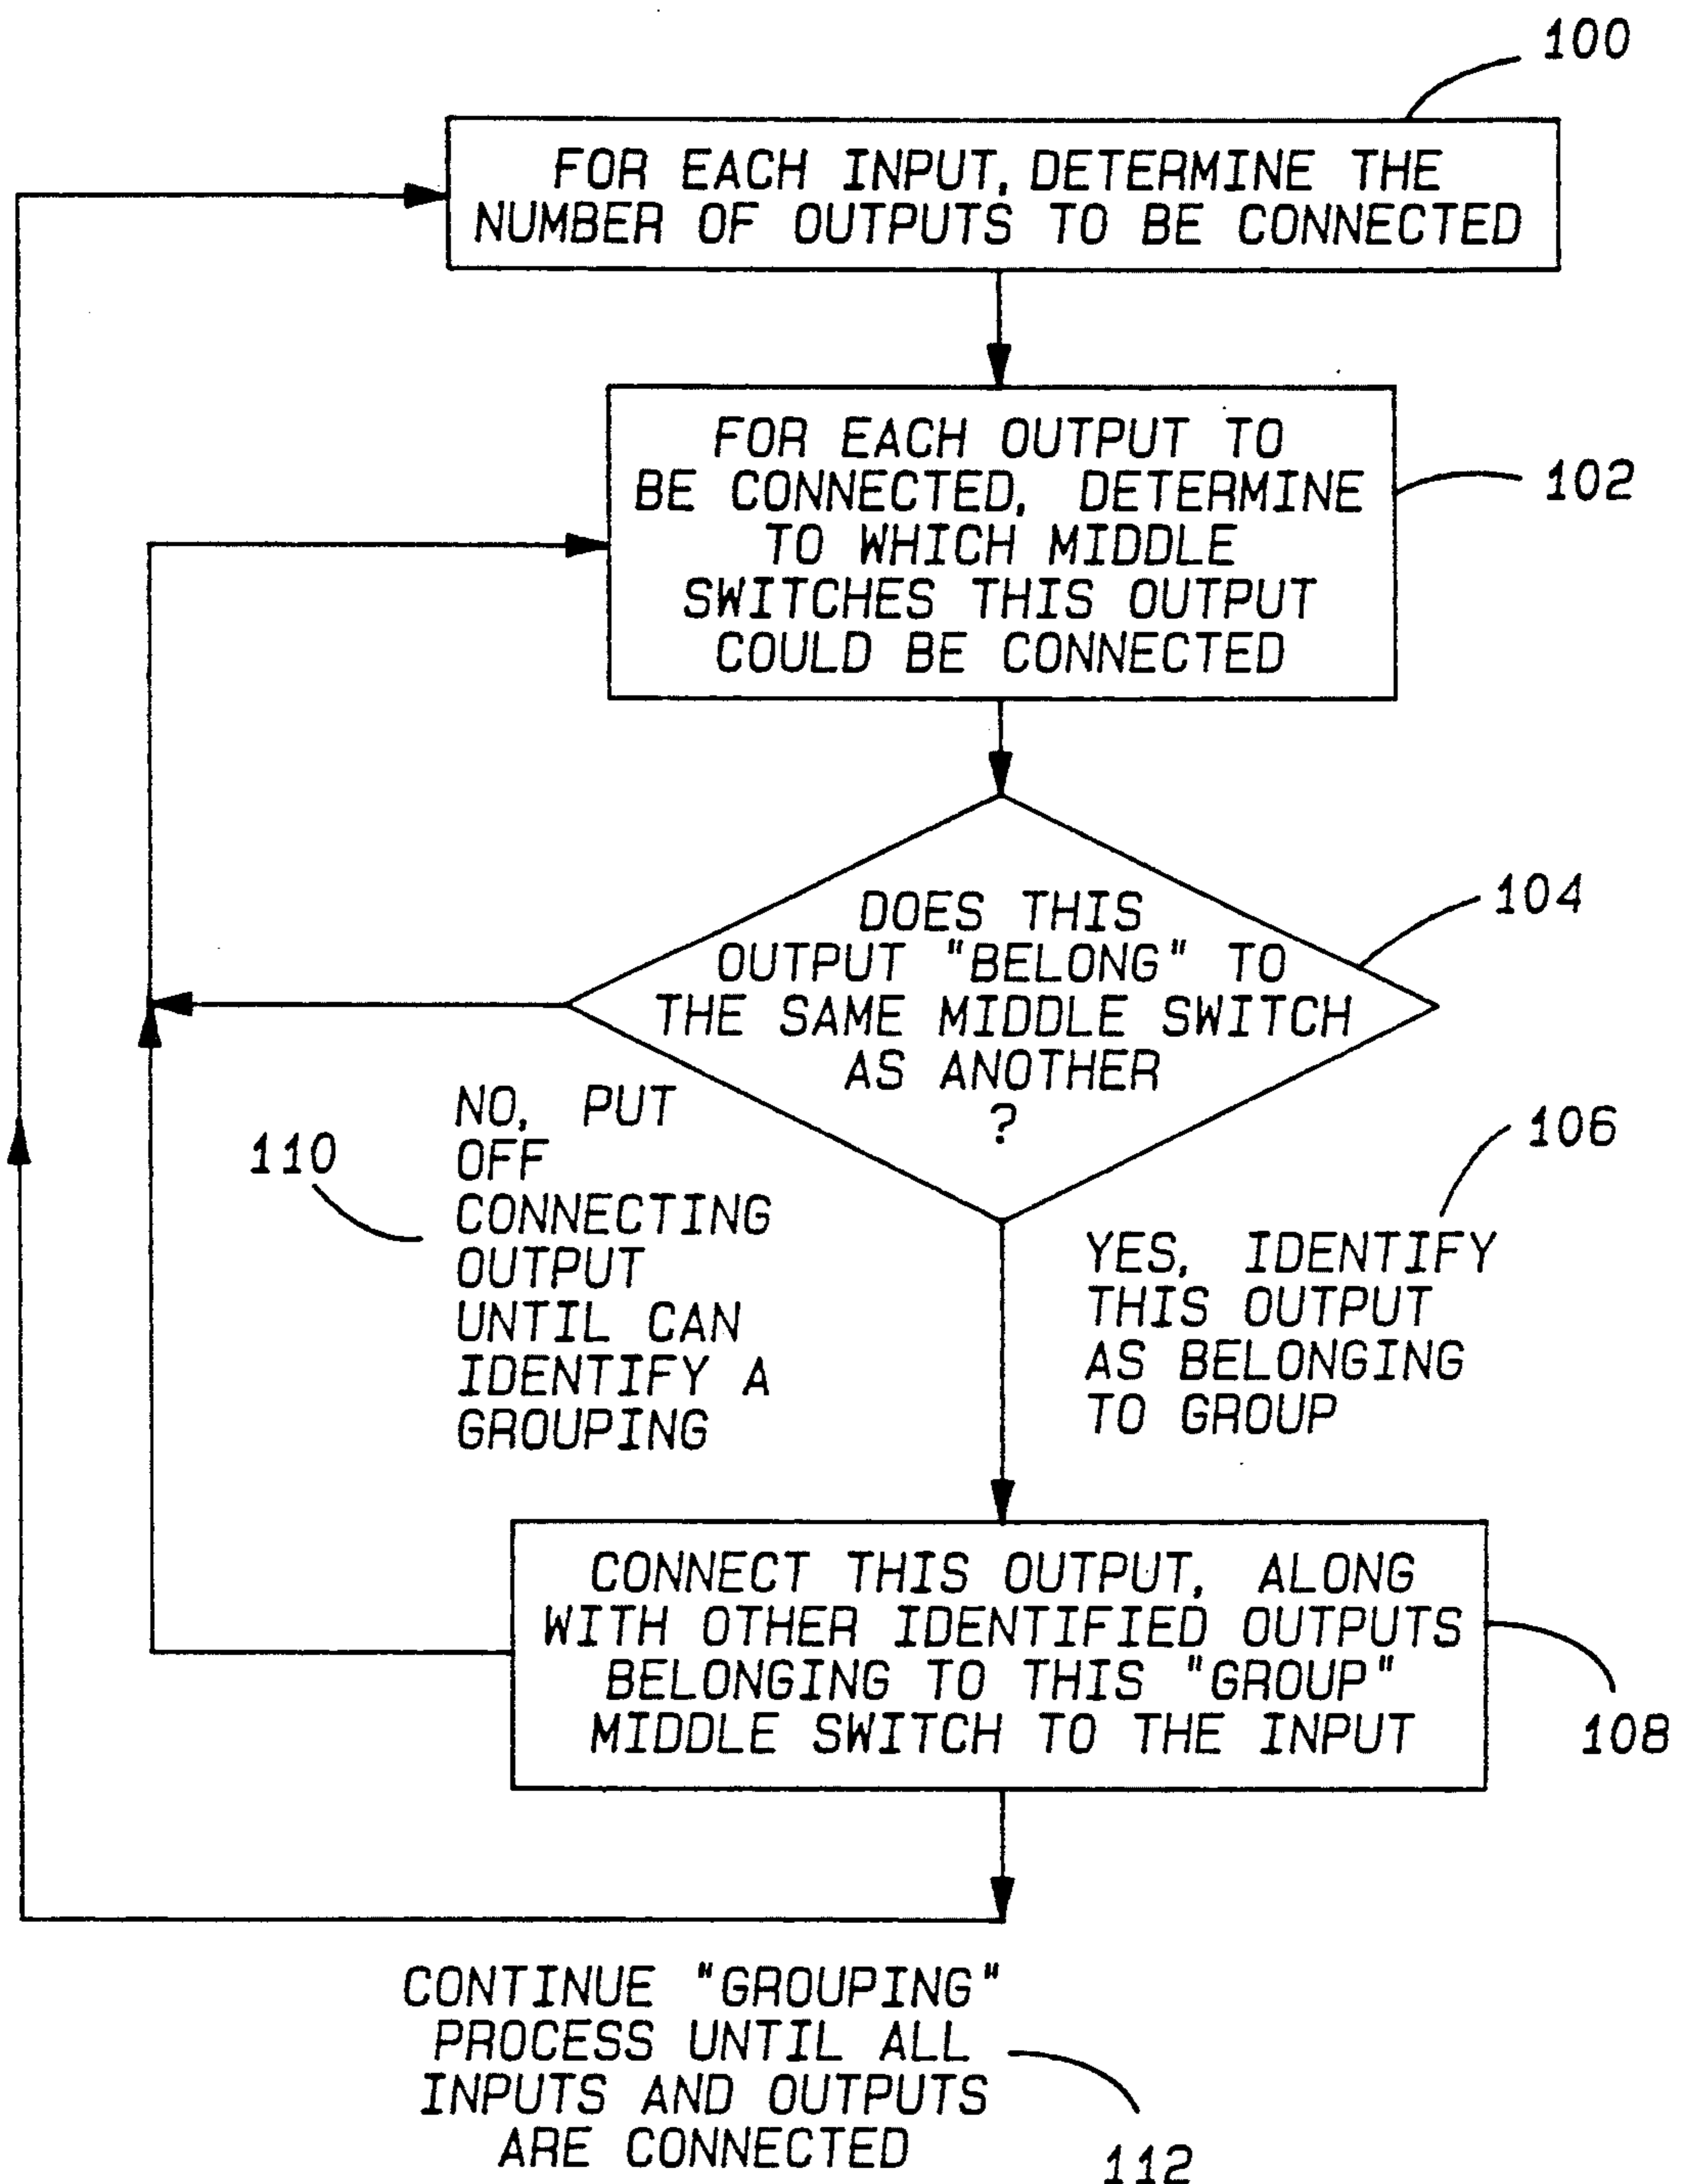 100
FOR EACH INPUT, DETERMINE THE
NUMBER OF OUTPUTS TO BE CONNECTED
FOR EACH OUTPUT TO
BE CONNECTED, DETERMINE
TO WHICH MIDDLE
SWITCHES THIS OUTPUT
COULD BE CONNECTED
102
DOES THIS
OUTPUT "BELONG" TO
THE SAME MIDDLE SWITCH
AS ANOTHER
?
104
NO, PUT
OFF
CONNECTING
OUTPUT
UNTIL CAN
IDENTIFY A
GROUPING
110
106
YES, IDENTIFY
THIS OUTPUT
AS BELONGING
TO GROUP
CONNECT THIS OUTPUT, ALONG
WITH OTHER IDENTIFIED OUTPUTS
BELONGING TO THIS "GROUP"
MIDDLE SWITCH TO THE INPUT
108
CONTINUE "GROUPING"
PROCESS UNTIL ALL
INPUTS AND OUTPUTS
ARE CONNECTED
112